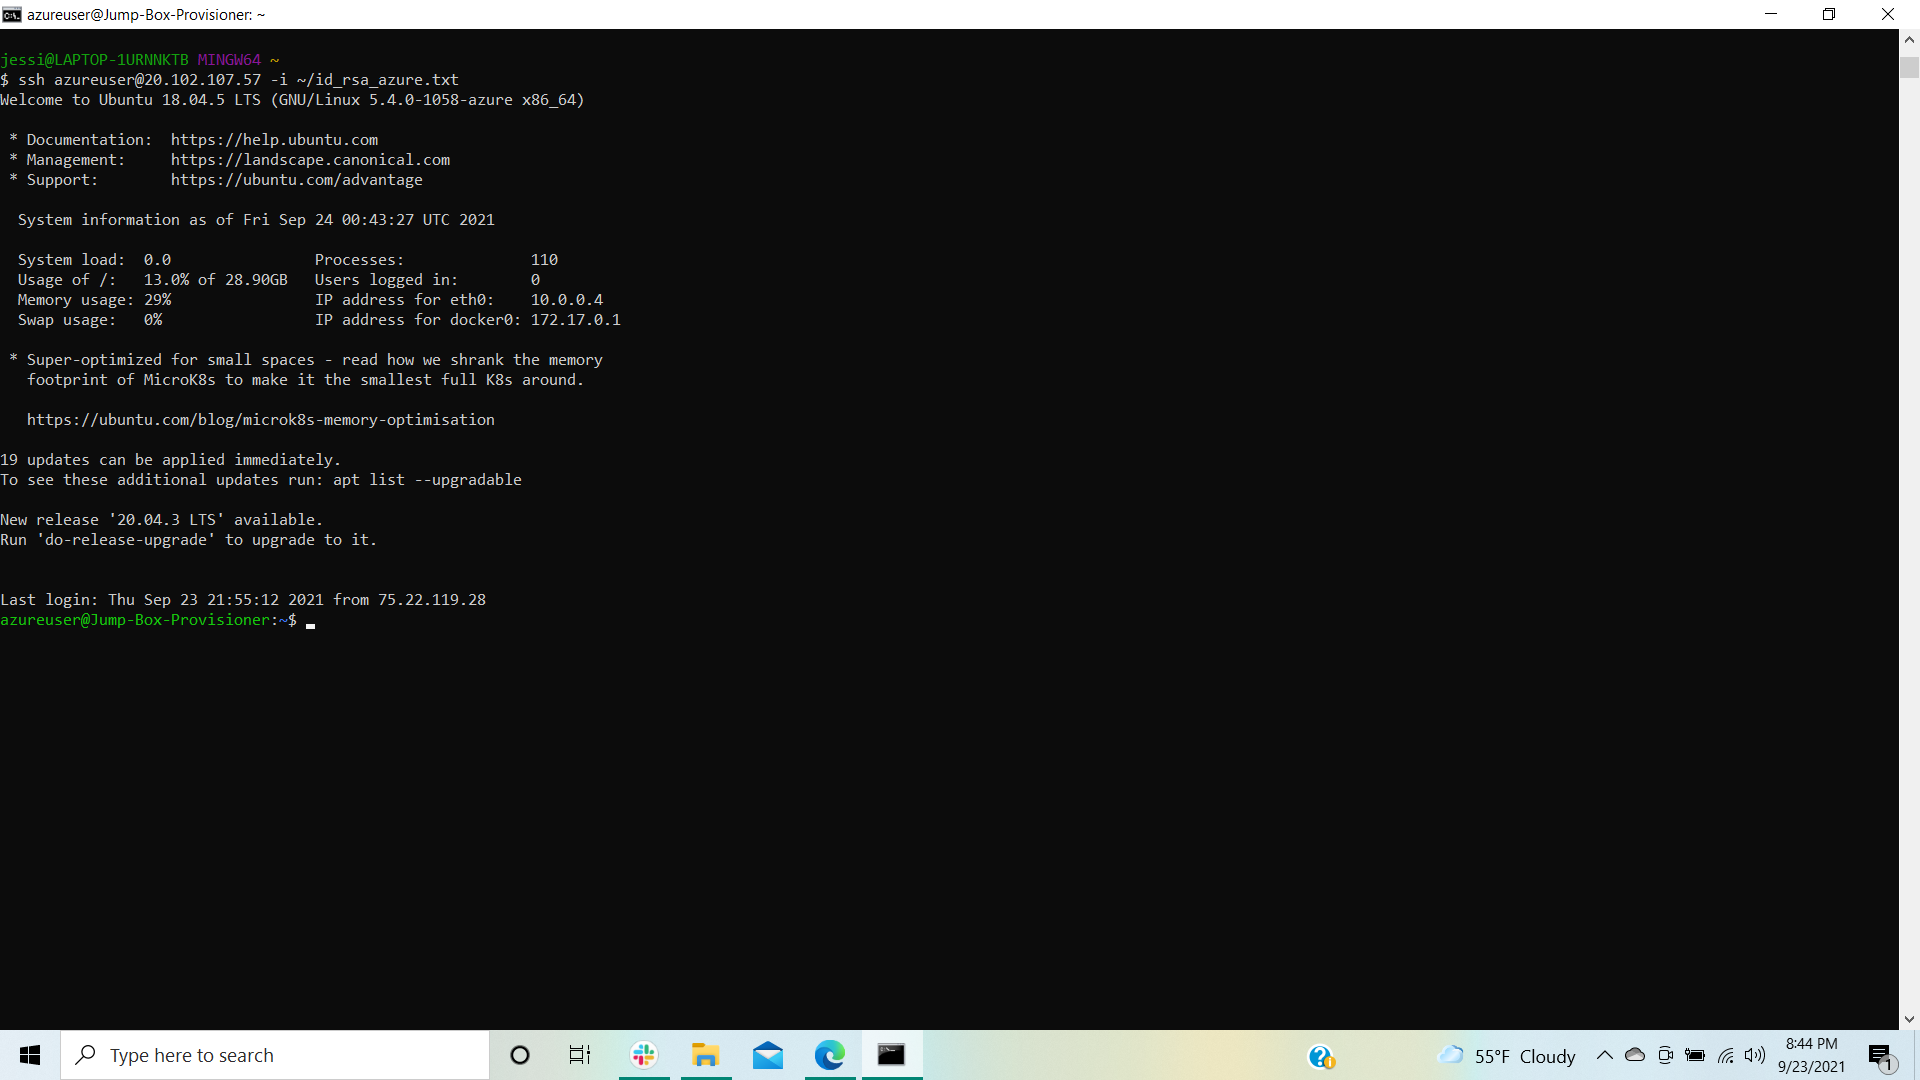 azureuser@Jump-Box-Provisioner: ~
jessi@LAPTOP-1URNNKTB MINGW64 ~
$ ssh azureuser@20.102.107.57 -i ~/id_rsa_azure.txt
Welcome to Ubuntu 18.04.5 LTS (GNU/Linux 5.4.0-1058-azure x86_64)
* Documentation:  https://help.ubuntu.com
* Management:     https://landscape.canonical.com
* Support:        https://ubuntu.com/advantage
System information as of Fri Sep 24 00:43:27 UTC 2021
System load:  0.0                Processes:              110
Usage of /:   13.0% of 28.90GB   Users logged in:        0
Memory usage: 29%                IP address for eth0:    10.0.0.4
Swap usage:   0%                 IP address for docker0: 172.17.0.1
* Super-optimized for small spaces - read how we shrank the memory
footprint of MicroK8s to make it the smallest full K8s around.
https://ubuntu.com/blog/microk8s-memory-optimisation
19 updates can be applied immediately.
To see these additional updates run: apt list --upgradable
New release '20.04.3 LTS' available.
Run 'do-release-upgrade' to upgrade to it.
Last login: Thu Sep 23 21:55:12 2021 from 75.22.119.28
azureuser@Jump-Box-Provisioner:~$
Type here to search
55°F Cloudy
8:44 PM
9/23/2021
1